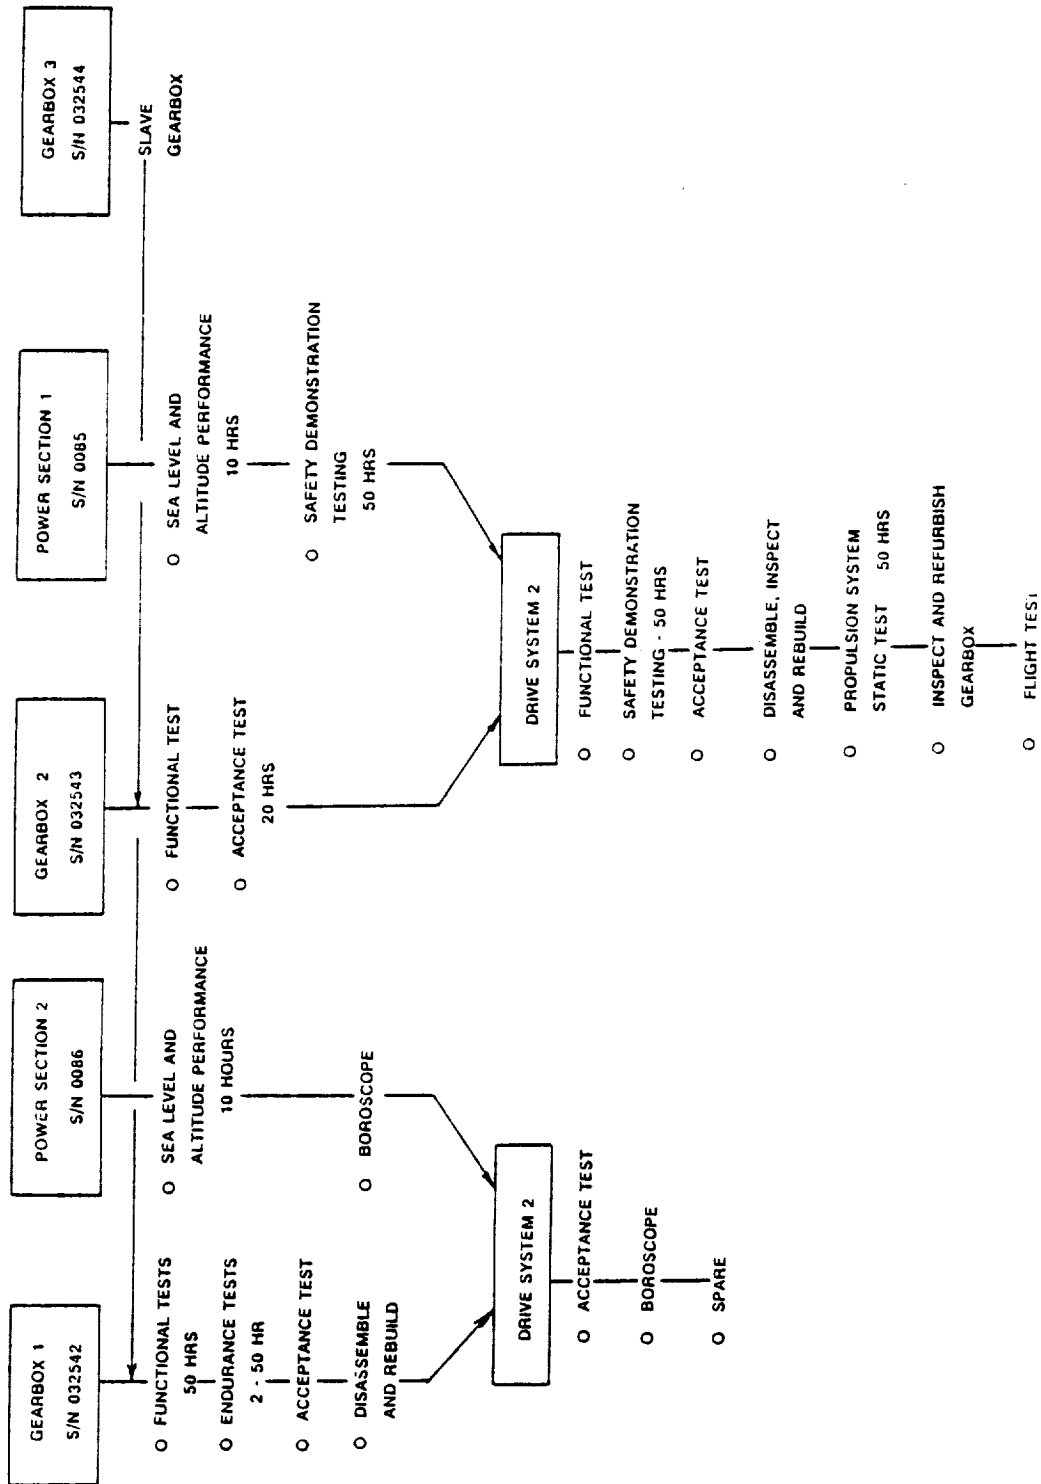 GEARBOX 1
S/N 032542
○ FUNCTIONAL TESTS
50 HRS
○ ENDURANCE TESTS
2 - 50 HR
○ ACCEPTANCE TEST
○ DISASSEMBLE
AND REBUILD
POWER SECTION 2
S/N 0086
○ SEA LEVEL AND
ALTITUDE PERFORMANCE
10 HOURS
○ BOROSCOPE
DRIVE SYSTEM 2
○ ACCEPTANCE TEST
○ BOROSCOPE
○ SPARE
GEARBOX 2
S/N 032543
○ FUNCTIONAL TEST
○ ACCEPTANCE TEST
20 HRS
POWER SECTION 1
S/N 0085
○ SEA LEVEL AND
ALTITUDE PERFORMANCE
10 HRS
○ SAFETY DEMONSTRATION
TESTING
50 HRS
DRIVE SYSTEM 2
○ FUNCTIONAL TEST
○ SAFETY DEMONSTRATION
TESTING - 50 HRS
○ ACCEPTANCE TEST
○ DISASSEMBLE, INSPECT
AND REBUILD
○ PROPULSION SYSTEM
STATIC TEST 50 HRS
○ INSPECT AND REFURBISH
GEARBOX
○ FLIGHT TEST
GEARBOX 3
S/N 032544
SLAVE
GEARBOX